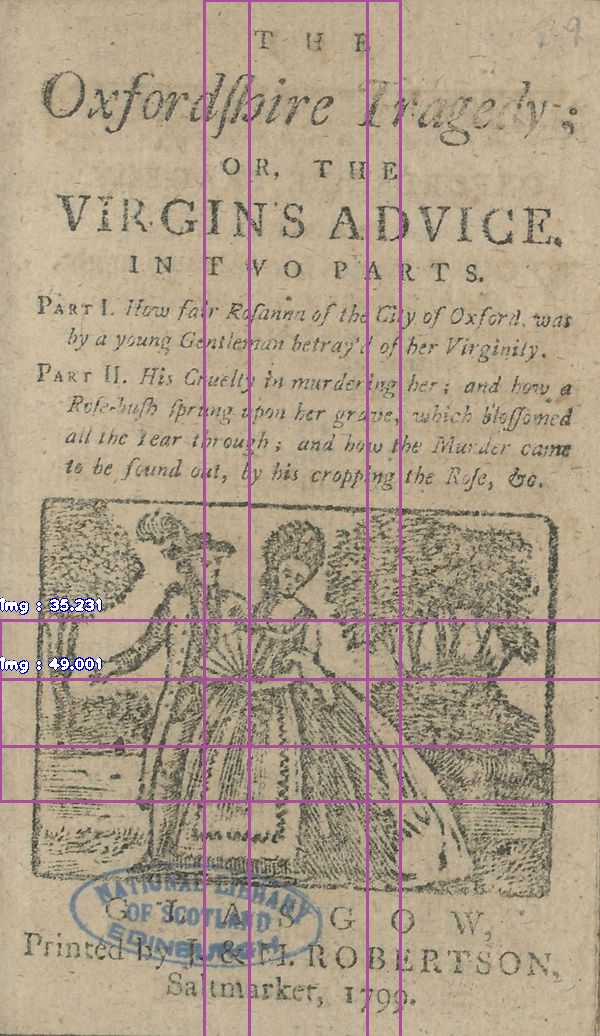 THE
Oxfordſhire Tragedy;
OR, THE
VIRGIN'S ADVICE.
IN TWO PARTS.
PART I. How fair Roſanna of the City of Oxford, was
by a young Gentleman betray'd of her Virginity.
PART II. His Cruelty in murdering her; and how a
Roſe-buſh ſprung upon her grave, which bloſſomed
all the Year through; and how the Murder came
to be found out, by his cropping the Roſe, &c.
img : 35.231
img : 49.001
GLASGOW,
NATIONAL LIBRARY
OF SCOTLAND
EDINBURGH
Printed by J. & M. ROBERTSON,
Saltmarket, 1799.